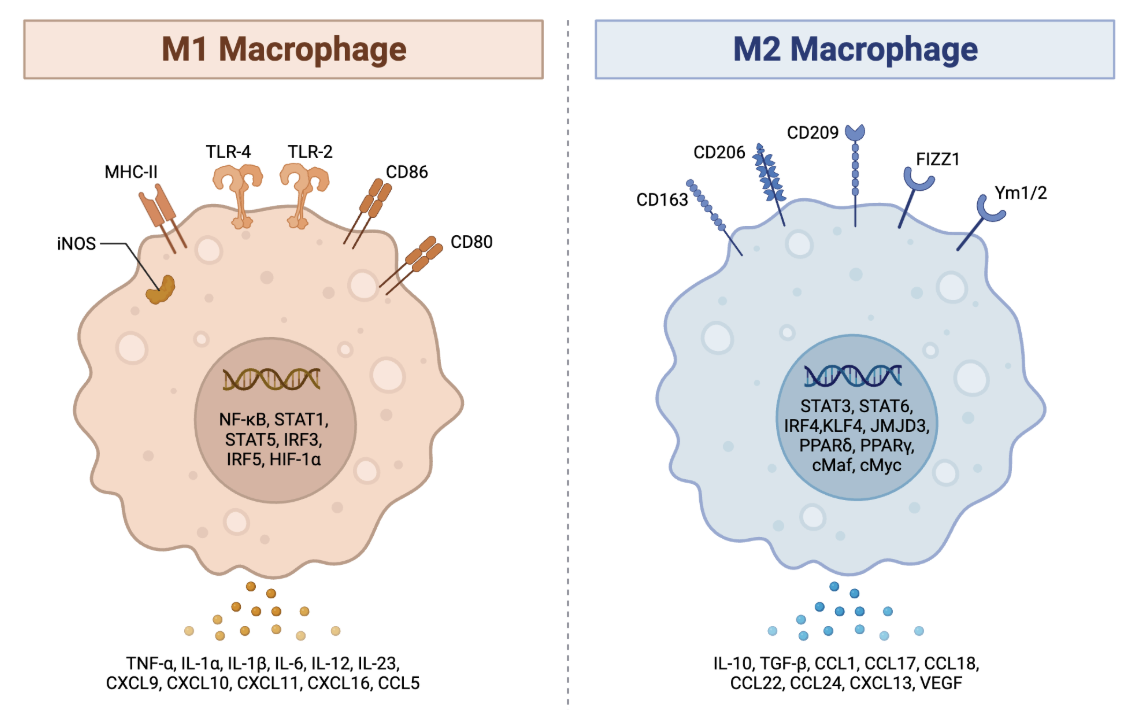 M1 Macrophage
TLR-4
TLR-2
MHC-II
CD86
iNOS
CD80
NF-κB, STAT1,
STAT5, IRF3,
IRF5, HIF-1α
TNF-α, IL-1α, IL-1β, IL-6, IL-12, IL-23,
CXCL9, CXCL10, CXCL11, CXCL16, CCL5
M2 Macrophage
CD209
CD206
FIZZ1
CD163
Ym1/2
STAT3, STAT6,
IRF4,KLF4, JMJD3,
PPARδ, PPARγ,
cMaf, cMyc
IL-10, TGF-β, CCL1, CCL17, CCL18,
CCL22, CCL24, CXCL13, VEGF